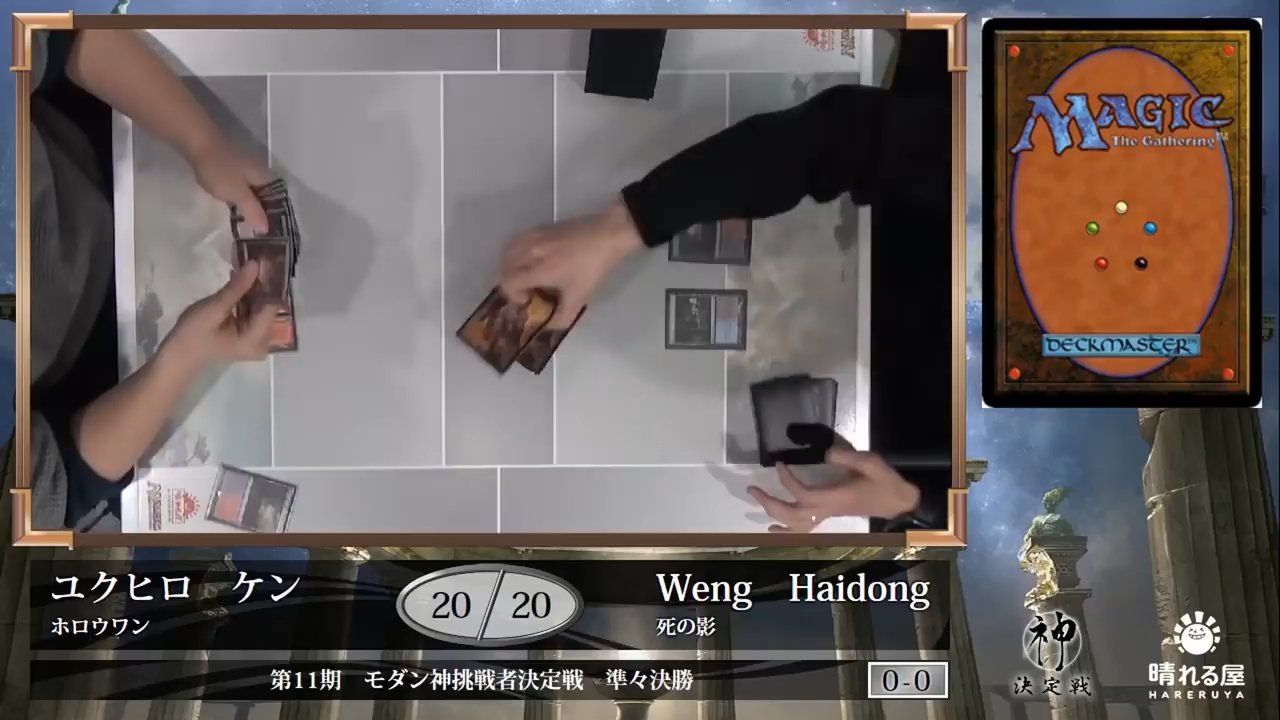 MAGIC
The Gathering
DECKMASTER
ユクヒロ ケン
ホロウワン
20 / 20
Weng Haidong
死の影
第11期 モダン神挑戦者決定戦 準々決勝
0-0
神
決定戦
晴れる屋
HARERUYA